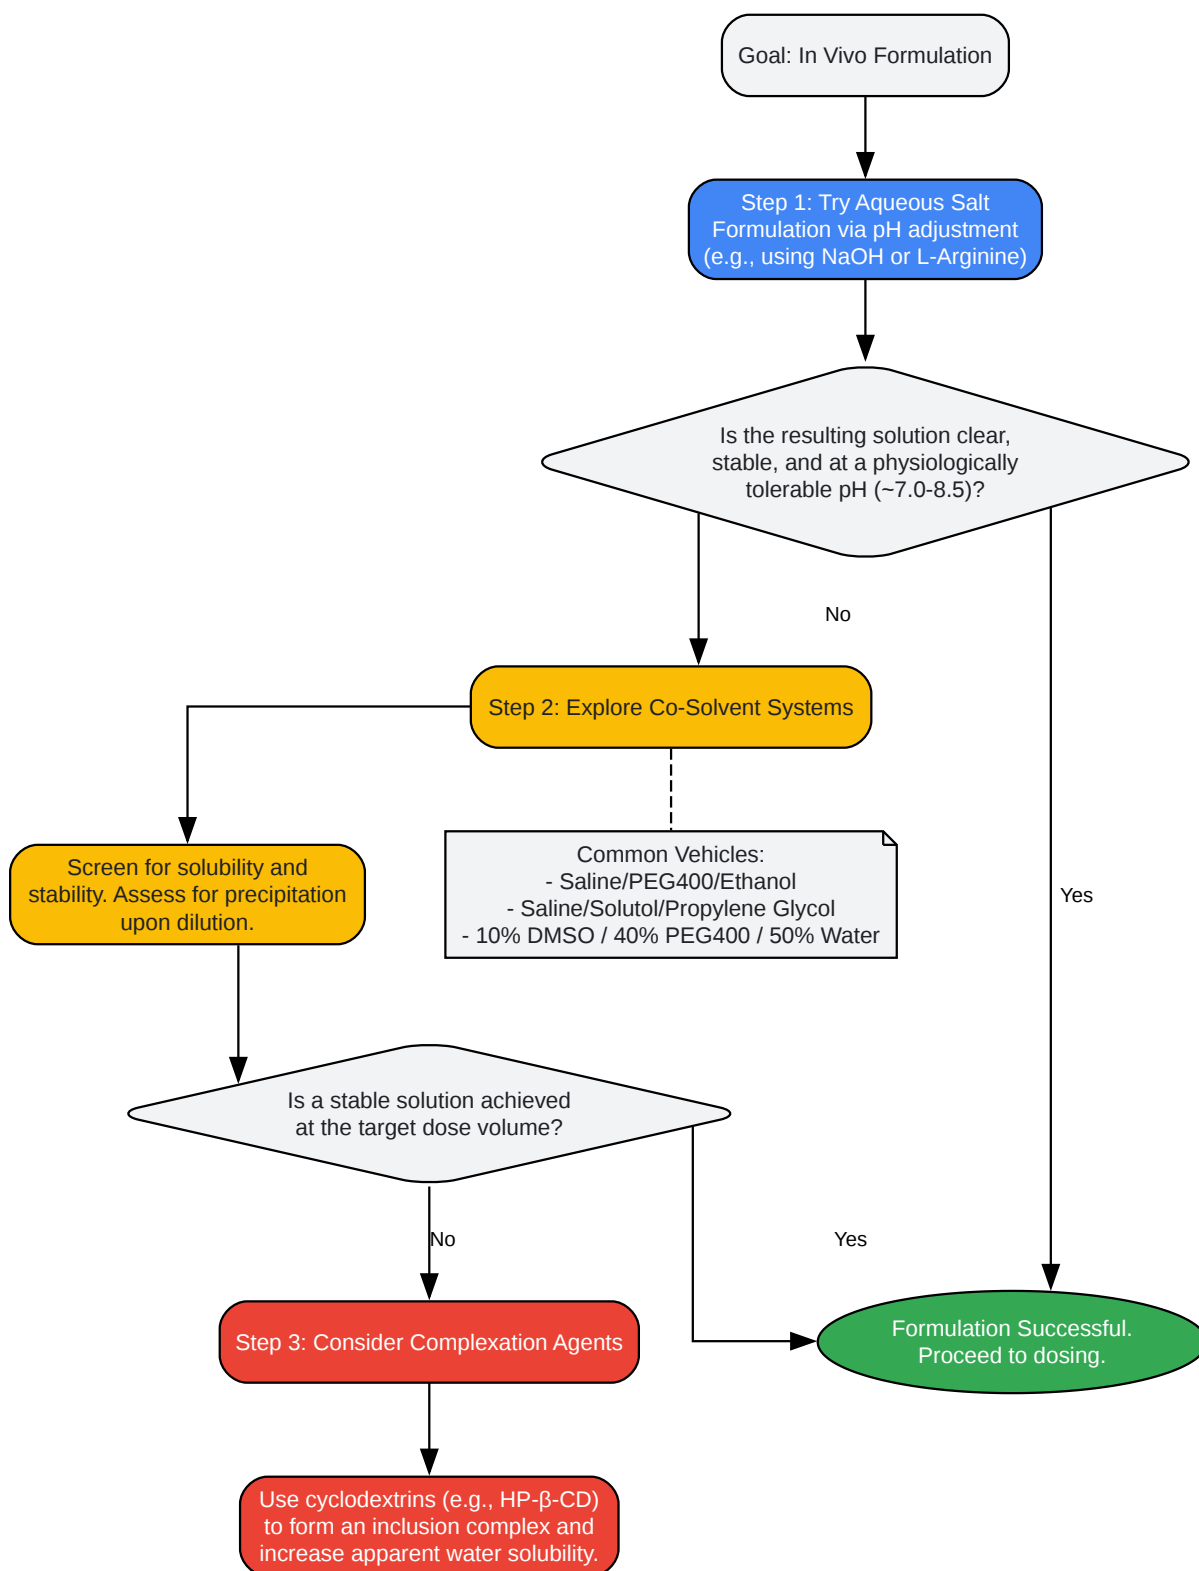 Goal: In Vivo Formulation
Step 1: Try Aqueous Salt
Formulation via pH adjustment
(e.g., using NaOH or L-Arginine)
Is the resulting solution clear,
stable, and at a physiologically
tolerable pH (~7.0-8.5)?
No
Step 2: Explore Co-Solvent Systems
Screen for solubility and
stability. Assess for precipitation
upon dilution.
Common Vehicles:
- Saline/PEG400/Ethanol
- Saline/Solutol/Propylene Glycol
- 10% DMSO / 40% PEG400 / 50% Water
Yes
Is a stable solution achieved
at the target dose volume?
No
Yes
Step 3: Consider Complexation Agents
Formulation Successful.
Proceed to dosing.
Use cyclodextrins (e.g., HP-β-CD)
to form an inclusion complex and
increase apparent water solubility.